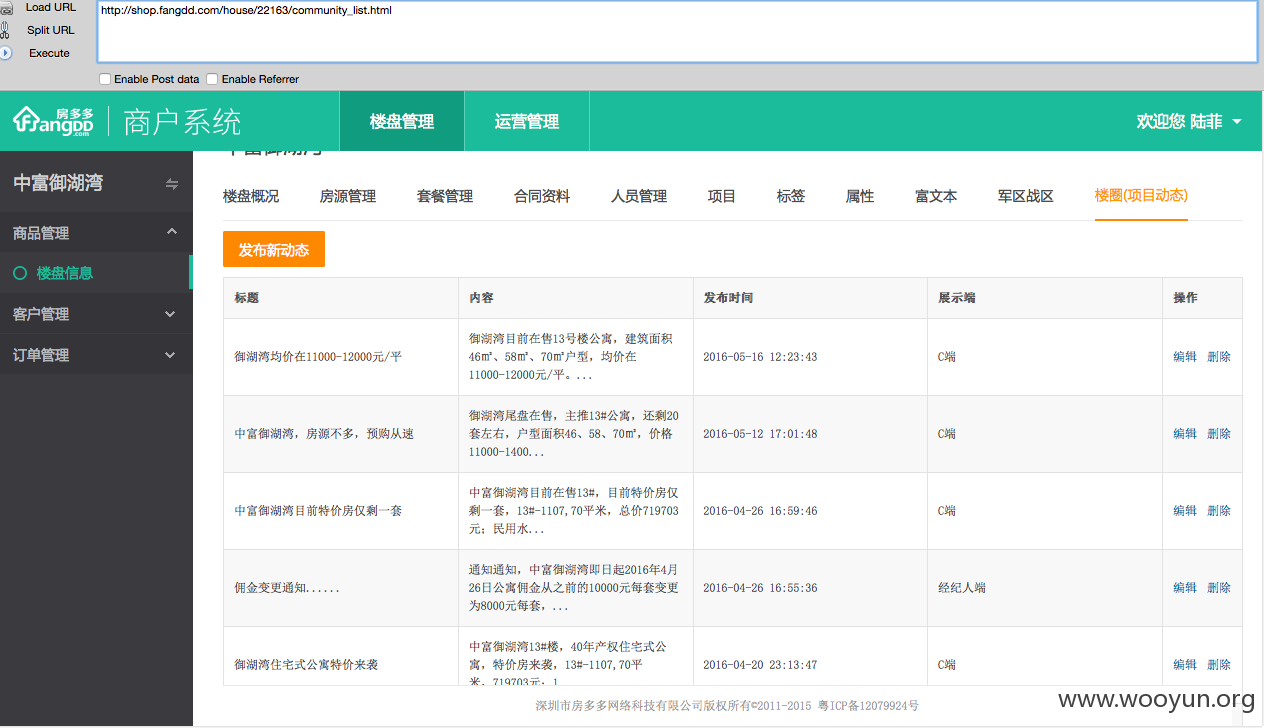 Load URL
http://shop.fangdd.com/house/22163/community_list.html
Split URL
Execute
Enable Post data
Enable Referrer
房多多
FangDD
.com
商户系统
楼盘管理
运营管理
欢迎您 陆菲
中富御湖湾
中富御湖湾
商品管理
楼盘信息
客户管理
订单管理
楼盘概况
房源管理
套餐管理
合同资料
人员管理
项目
标签
属性
富文本
军区战区
楼圈(项目动态)
发布新动态
标题
内容
发布时间
展示端
操作
御湖湾均价在11000-12000元/平
御湖湾目前在售13号楼公寓，建筑面积
46㎡、58㎡、70㎡户型，均价在
11000-12000元/平。...
2016-05-16 12:23:43
C端
编辑 删除
中富御湖湾，房源不多，预购从速
御湖湾尾盘在售，主推13#公寓，还剩20
套左右，户型面积46、58、70㎡，价格
11000-1400...
2016-05-12 17:01:48
C端
编辑 删除
中富御湖湾目前特价房仅剩一套
中富御湖湾目前在售13#，目前特价房仅
剩一套，13#-1107,70平米，总价719703
元；民用水...
2016-04-26 16:59:46
C端
编辑 删除
佣金变更通知......
通知通知，中富御湖湾即日起2016年4月
26日公寓佣金从之前的10000元每套变更
为8000元每套，...
2016-04-26 16:55:36
经纪人端
编辑 删除
御湖湾住宅式公寓特价来袭
中富御湖湾13#楼，40年产权住宅式公
寓，特价房来袭，13#-1107,70平
米，719703元；1
2016-04-20 23:13:47
C端
编辑 删除
深圳市房多多网络科技有限公司版权所有©2011-2015 粤ICP备12079924号
www.wooyun.org